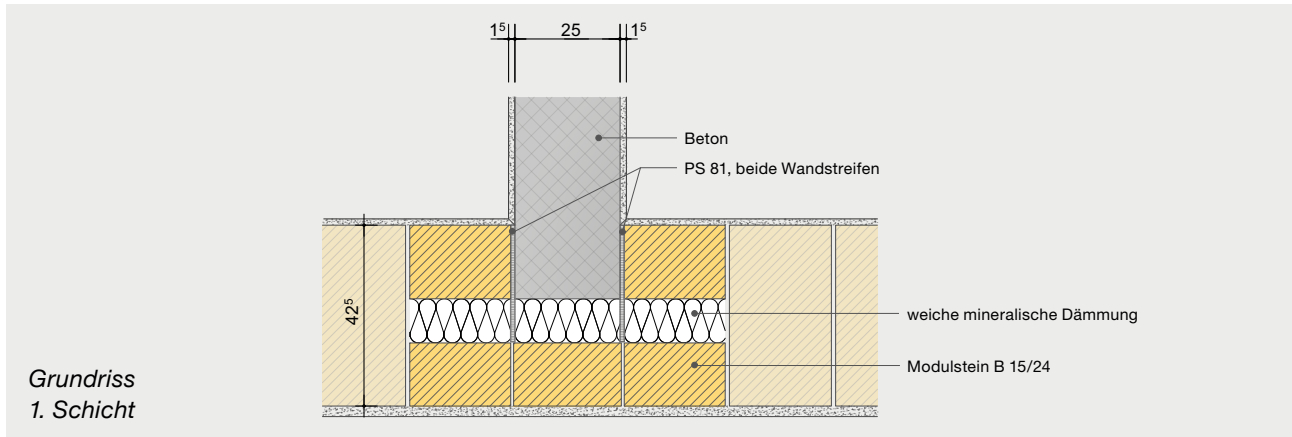 1⁵ 25 1⁵
Beton
PS 81, beide Wandstreifen
42⁵
weiche mineralische Dämmung
Modulstein B 15/24
Grundriss
1. Schicht